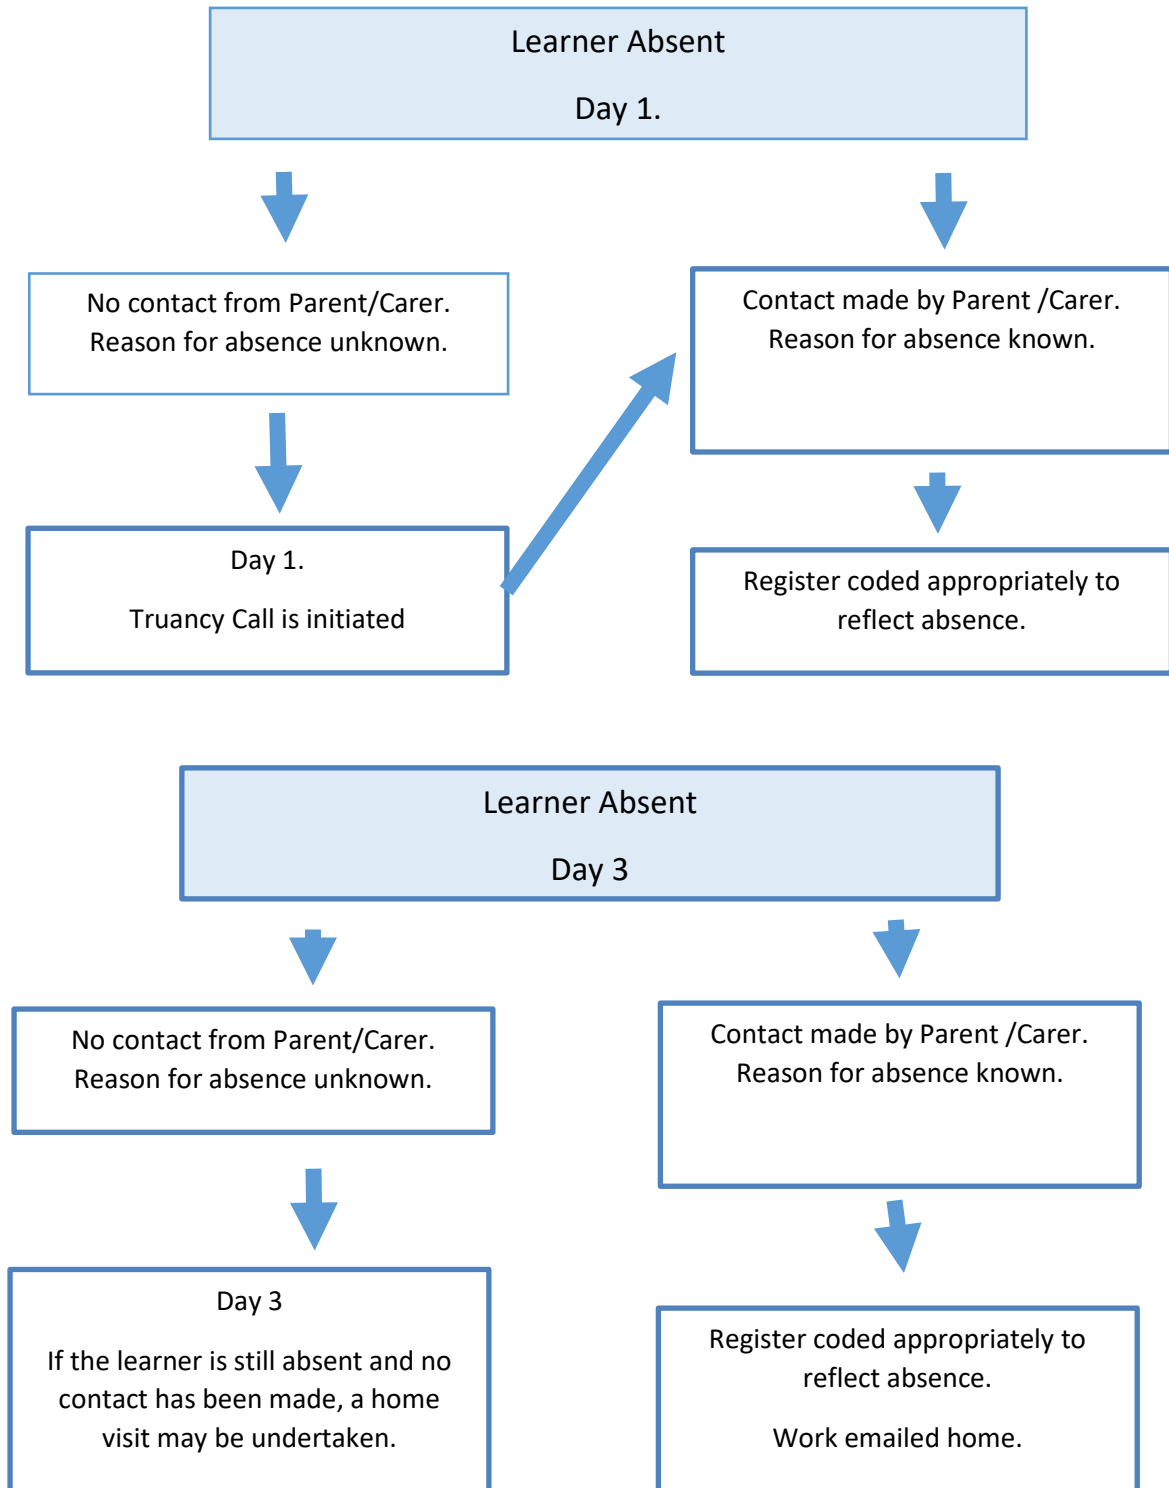 Learner Absent
Day 1.
No contact from Parent/Carer.
Reason for absence unknown.
Contact made by Parent /Carer.
Reason for absence known.
Day 1.
Truancy Call is initiated
Register coded appropriately to
reflect absence.
Learner Absent
Day 3
No contact from Parent/Carer.
Reason for absence unknown.
Contact made by Parent /Carer.
Reason for absence known.
Day 3
If the learner is still absent and no
contact has been made, a home
visit may be undertaken.
Register coded appropriately to
reflect absence.
Work emailed home.